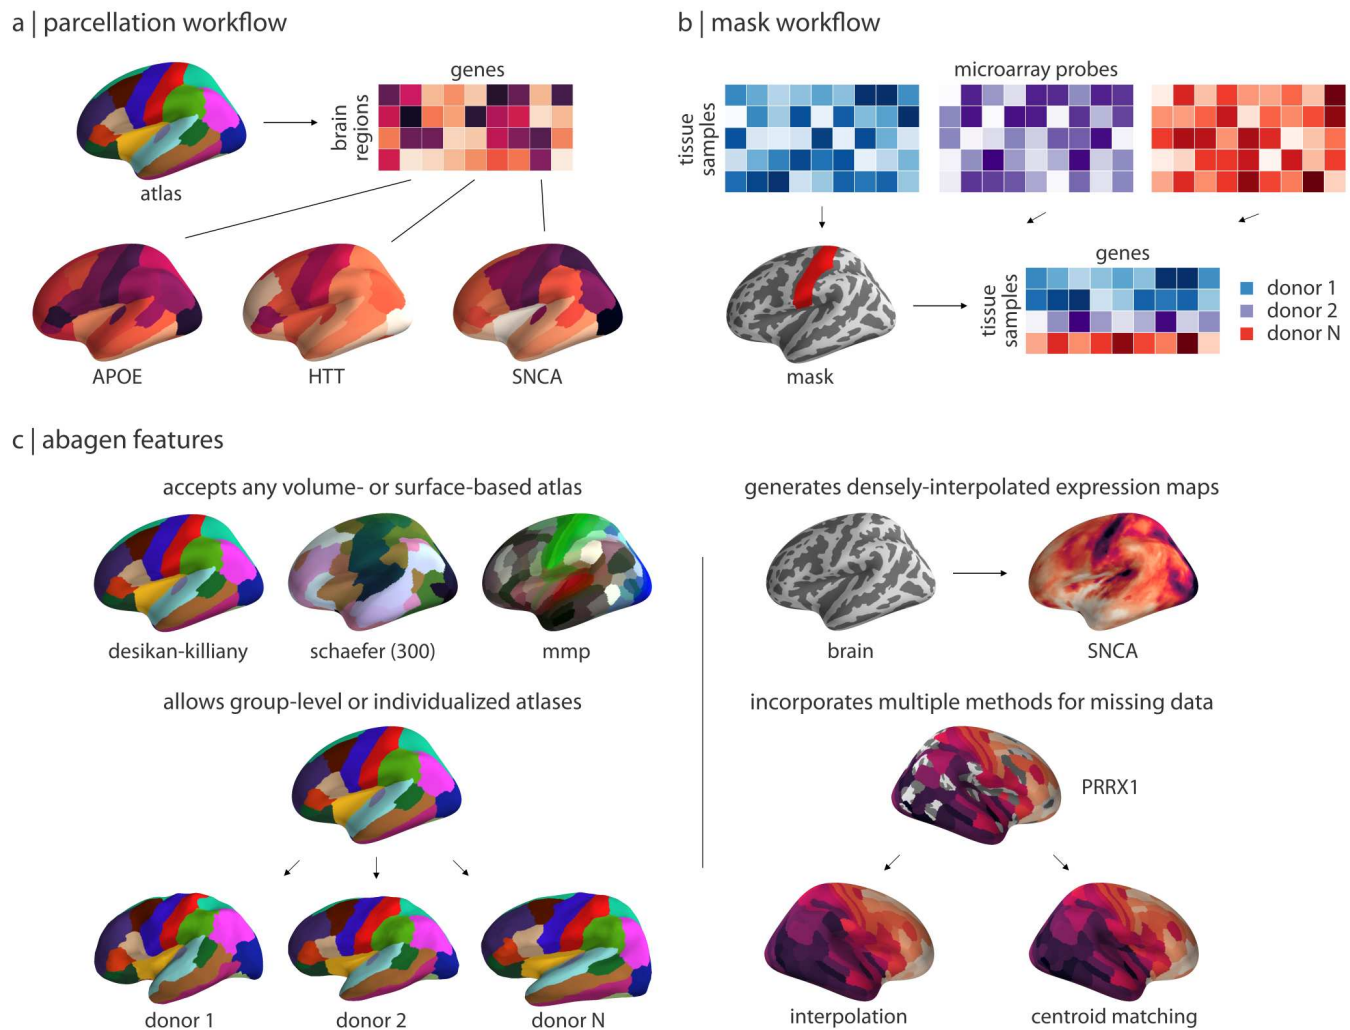 a | parcellation workflow
atlas
genes
brain
regions
APOE
HTT
SNCA
b | mask workflow
microarray probes
tissue
samples
mask
genes
tissue
samples
donor 1
donor 2
donor N
c | abagen features
accepts any volume- or surface-based atlas
desikan-killiany
schaefer (300)
mmp
allows group-level or individualized atlases
donor 1
donor 2
donor N
generates densely-interpolated expression maps
brain
SNCA
incorporates multiple methods for missing data
PRRX1
interpolation
centroid matching